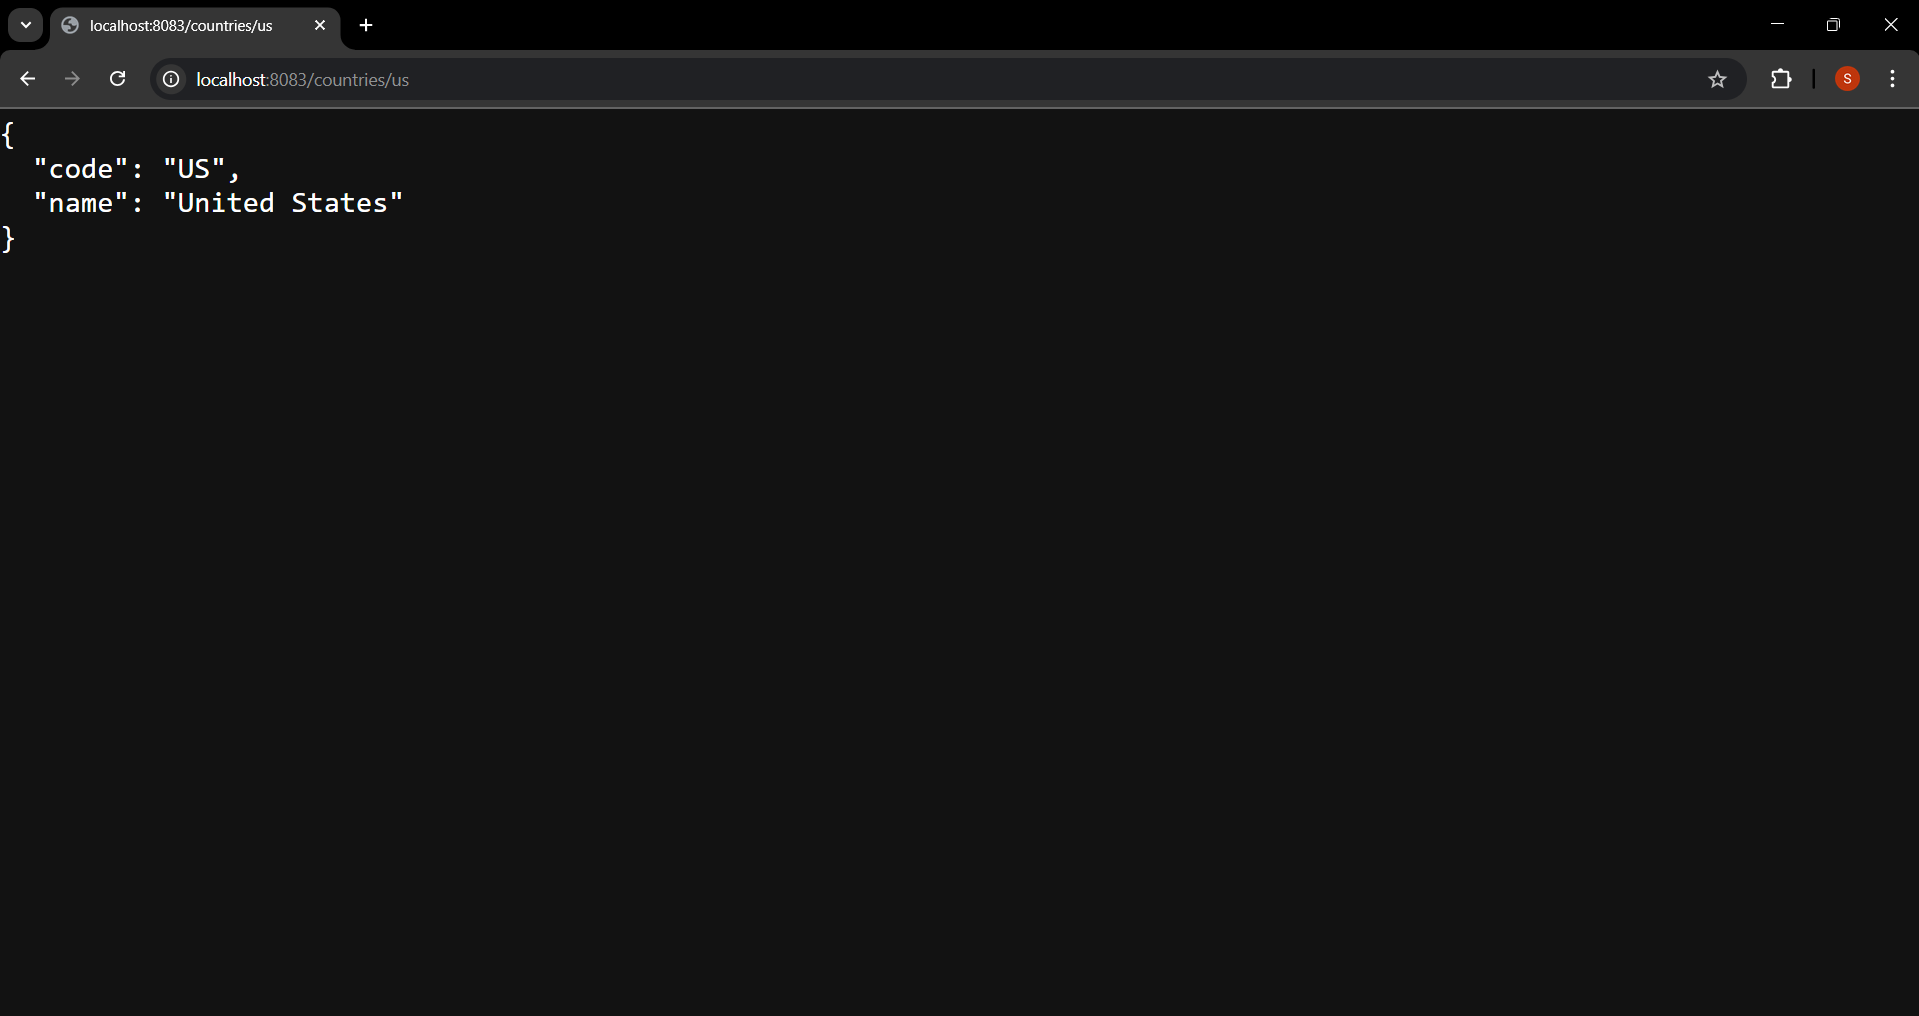 localhost:8083/countries/us
localhost:8083/countries/us
S
{
  "code": "US",
  "name": "United States"
}